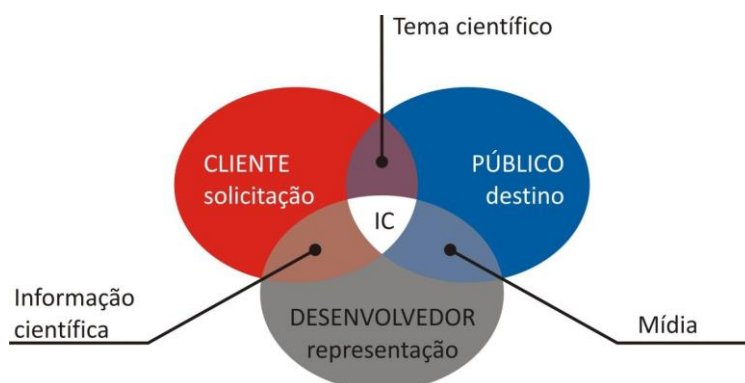 Tema científico
CLIENTE
solicitação
PÚBLICO
destino
IC
Informação
científica
DESENVOLVEDOR
representação
Mídia